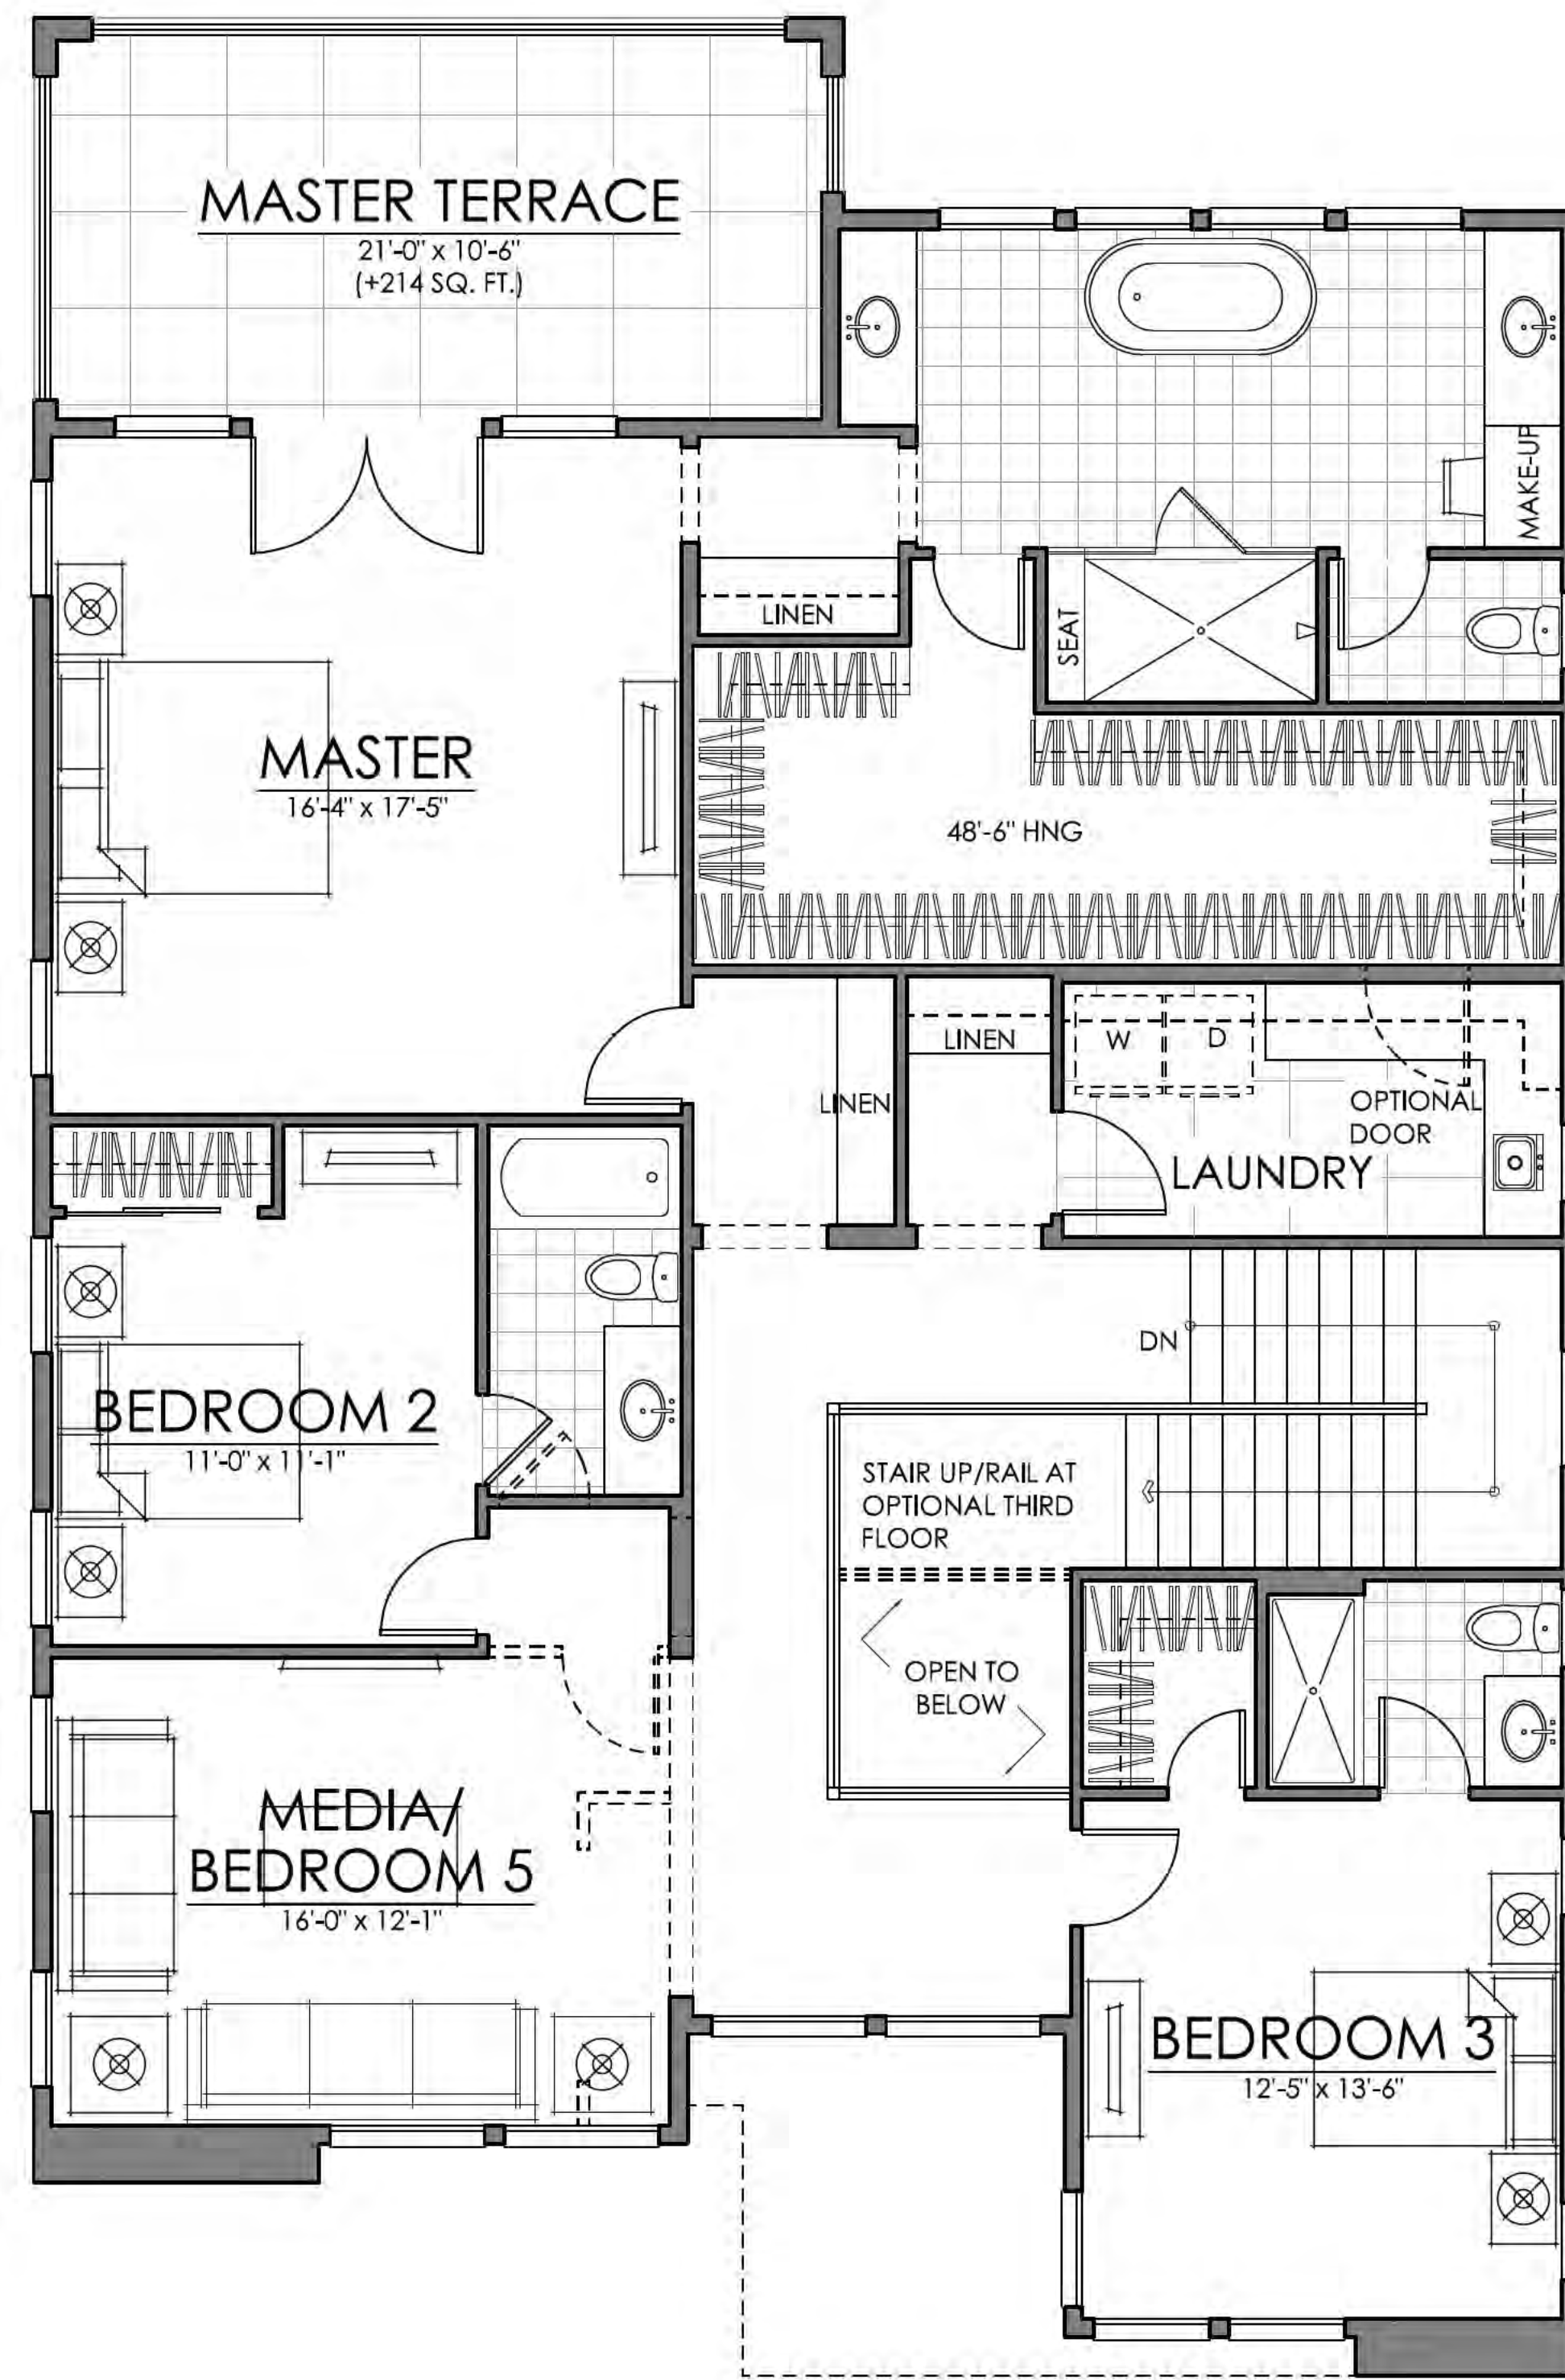 MASTER TERRACE
21'-0" x 10'-6"
(+214 SQ. FT.)
MAKE-UP
LINEN
SEAT
MASTER
16'-4" x 17'-5"
48'-6" HNG
LINEN
W
D
LINEN
OPTIONAL
DOOR
LAUNDRY
DN
BEDROOM 2
11'-0" x 11'-1"
STAIR UP/RAIL AT
OPTIONAL THIRD
FLOOR
OPEN TO
BELOW
MEDIA/
BEDROOM 5
16'-0" x 12'-1"
BEDROOM 3
12'-5" x 13'-6"